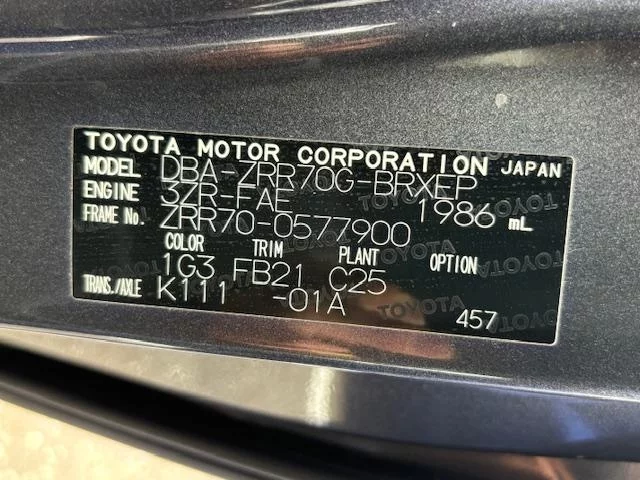 TOYOTA MOTOR CORPORATION JAPAN
MODEL DBA-ZRR70G-BRXEP
ENGINE 3ZR-FAE 1986 mL
FRAME No. ZRR70-0577900
COLOR TRIM PLANT OPTION
1G3 FB21 C25
TRANS./AXLE K111 -01A
457